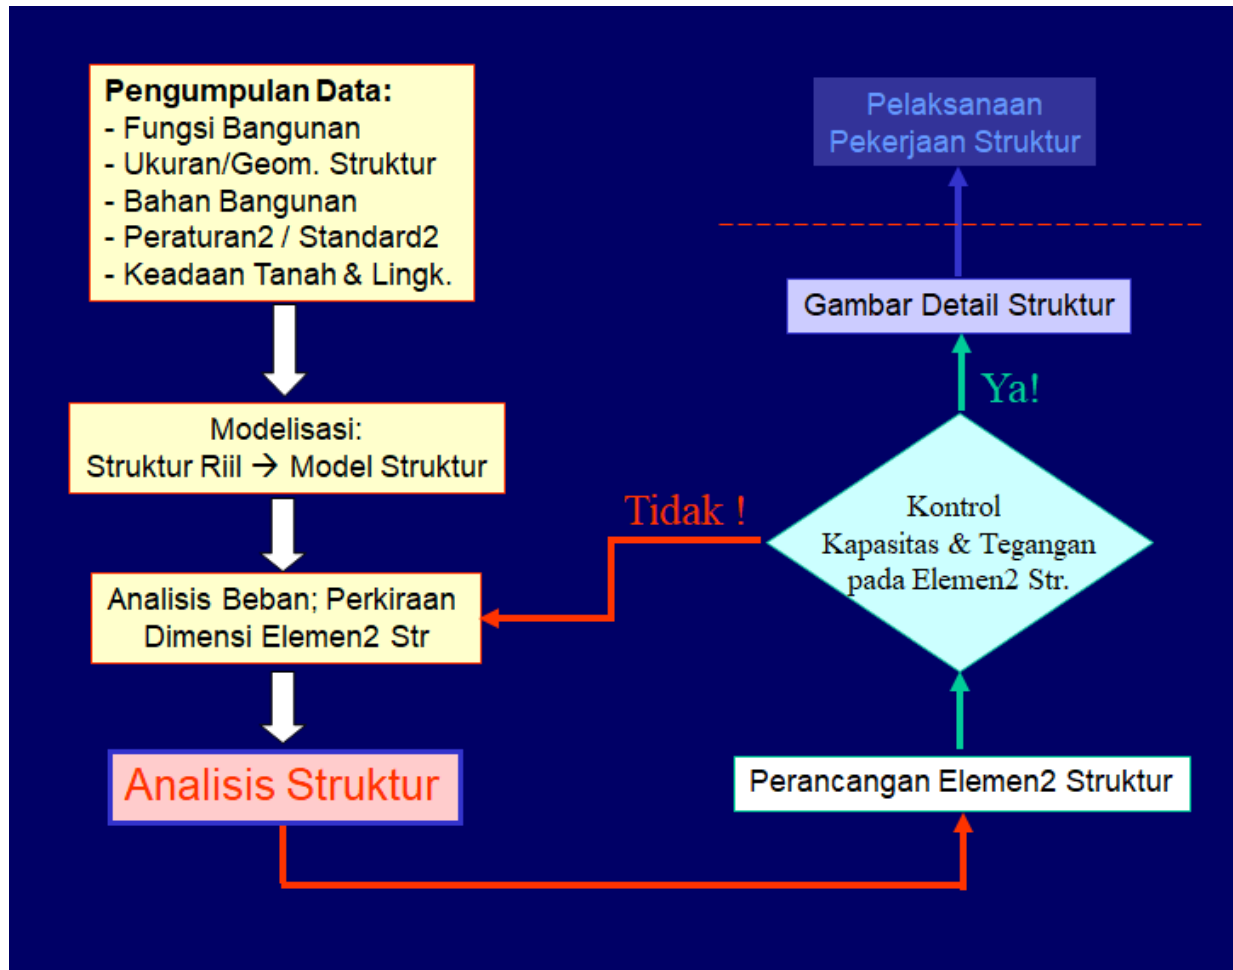 Pengumpulan Data:
- Fungsi Bangunan
- Ukuran/Geom. Struktur
- Bahan Bangunan
- Peraturan2 / Standard2
- Keadaan Tanah & Lingk.
Modelisasi:
Struktur Riil → Model Struktur
Analisis Beban; Perkiraan
Dimensi Elemen2 Str
Analisis Struktur
Perancangan Elemen2 Struktur
Kontrol
Kapasitas & Tegangan
pada Elemen2 Str.
Tidak !
Ya!
Gambar Detail Struktur
Pelaksanaan
Pekerjaan Struktur